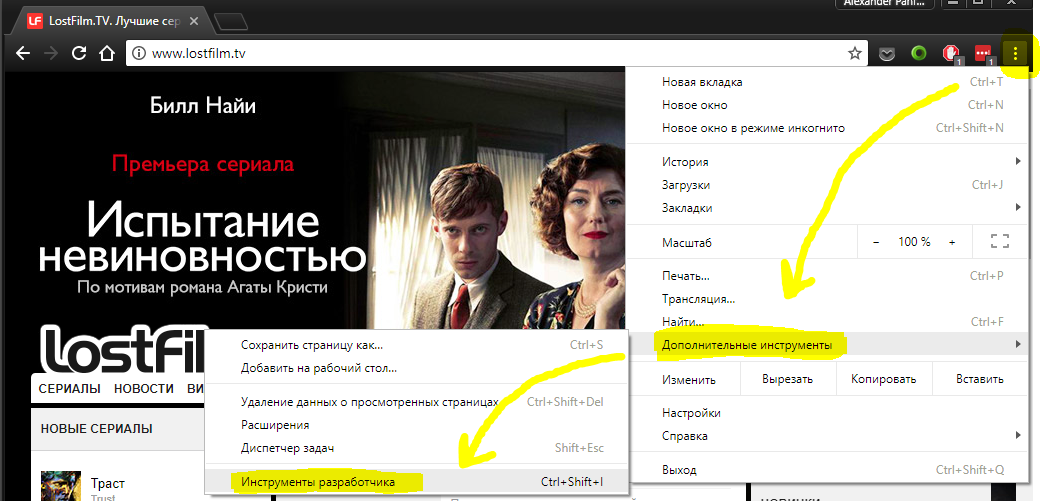 Alexander Panf...
LF LostFilm.TV. Лучшие сер
www.lostfilm.tv
1
1
Билл Найи
Премьера сериала
Испытание
невиновностью
По мотивам романа Агаты Кристи
LostFil
СЕРИАЛЫ НОВОСТИ ВИ
НОВЫЕ СЕРИАЛЫ
Траст
Trust
Новая вкладка Ctrl+T
Новое окно Ctrl+N
Новое окно в режиме инкогнито Ctrl+Shift+N
История
Загрузки Ctrl+J
Закладки
Масштаб − 100 % +
Печать... Ctrl+P
Трансляция...
Найти... Ctrl+F
Дополнительные инструменты
Изменить Вырезать Копировать Вставить
Настройки
Справка
Выход Ctrl+Shift+Q
Сохранить страницу как... Ctrl+S
Добавить на рабочий стол...
Удаление данных о просмотренных страницах Ctrl+Shift+Del
Расширения
Диспетчер задач Shift+Esc
Инструменты разработчика Ctrl+Shift+I